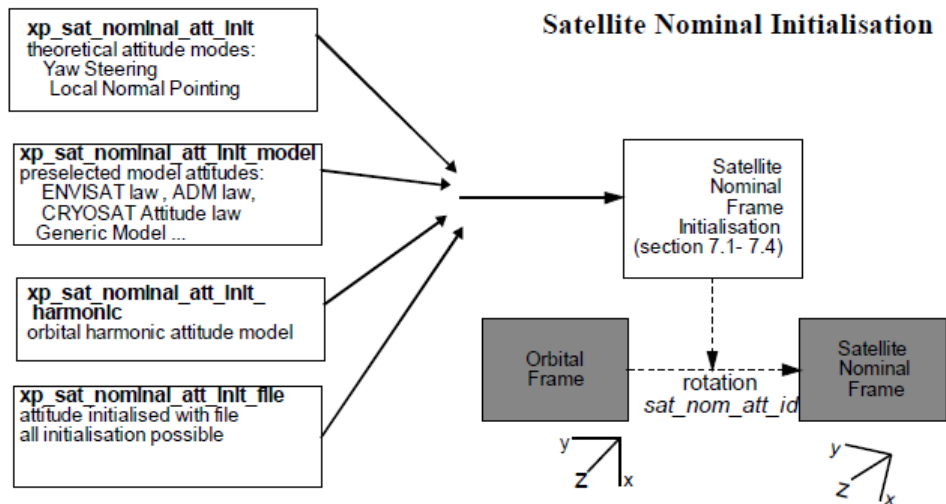 Satellite Nominal Initialisation
xp_sat_nominal_att_init
theoretical attitude modes:
Yaw Steering
Local Normal Pointing
xp_sat_nominal_att_init_model
preselected model attitudes:
ENVISAT law , ADM law,
CRYOSAT Attitude law
Generic Model ...
xp_sat_nominal_att_init_
harmonic
orbital harmonic attitude model
xp_sat_nominal_att_init_file
attitude initialised with file
all initialisation possible
Satellite
Nominal
Frame
Initialisation
(section 7.1- 7.4)
Orbital
Frame
rotation
sat_nom_att_id
Satellite
Nominal
Frame
y
z
x
y
z
x